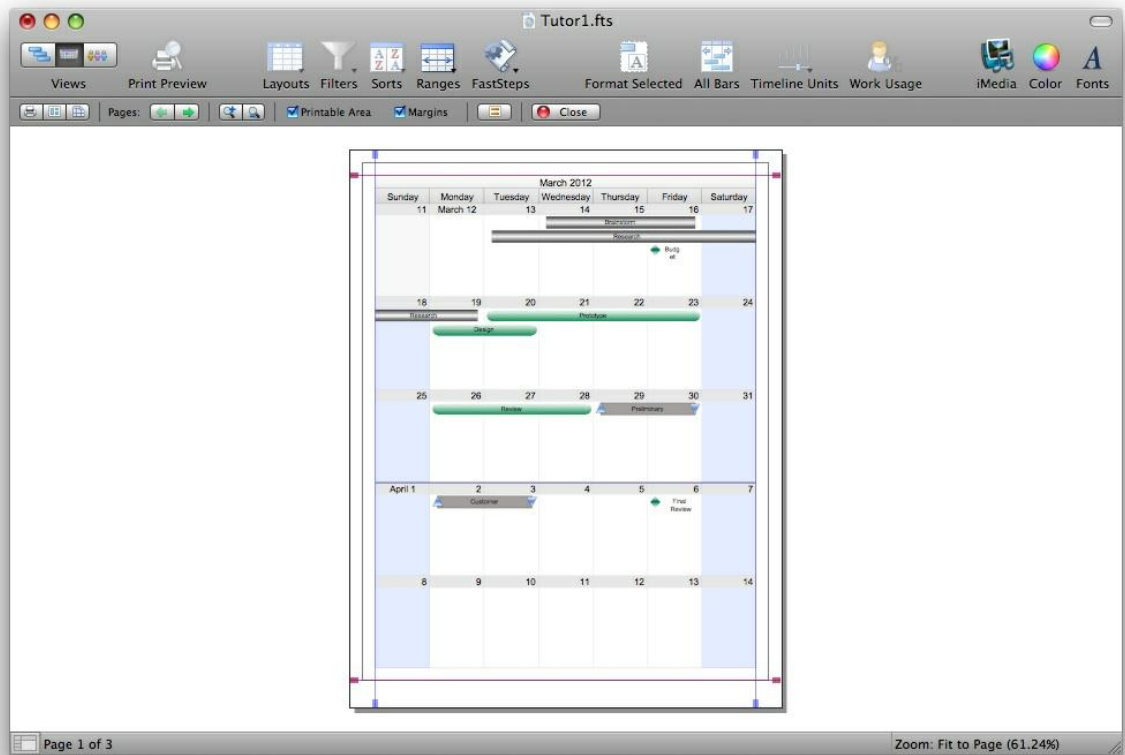 Tutor1.fts
Views Print Preview Layouts Filters Sorts Ranges FastSteps Format Selected All Bars Timeline Units Work Usage iMedia Color Fonts
Pages: Printable Area Margins Close
March 2012
Sunday Monday Tuesday Wednesday Thursday Friday Saturday
11 March 12 13 14 15 16 17
Brainstorm
Research
Budg
et
18 19 20 21 22 23 24
Research Prototype
Design
25 26 27 28 29 30 31
Review Preliminary
April 1 2 3 4 5 6 7
Customer Final
Review
8 9 10 11 12 13 14
Page 1 of 3 Zoom: Fit to Page (61.24%)